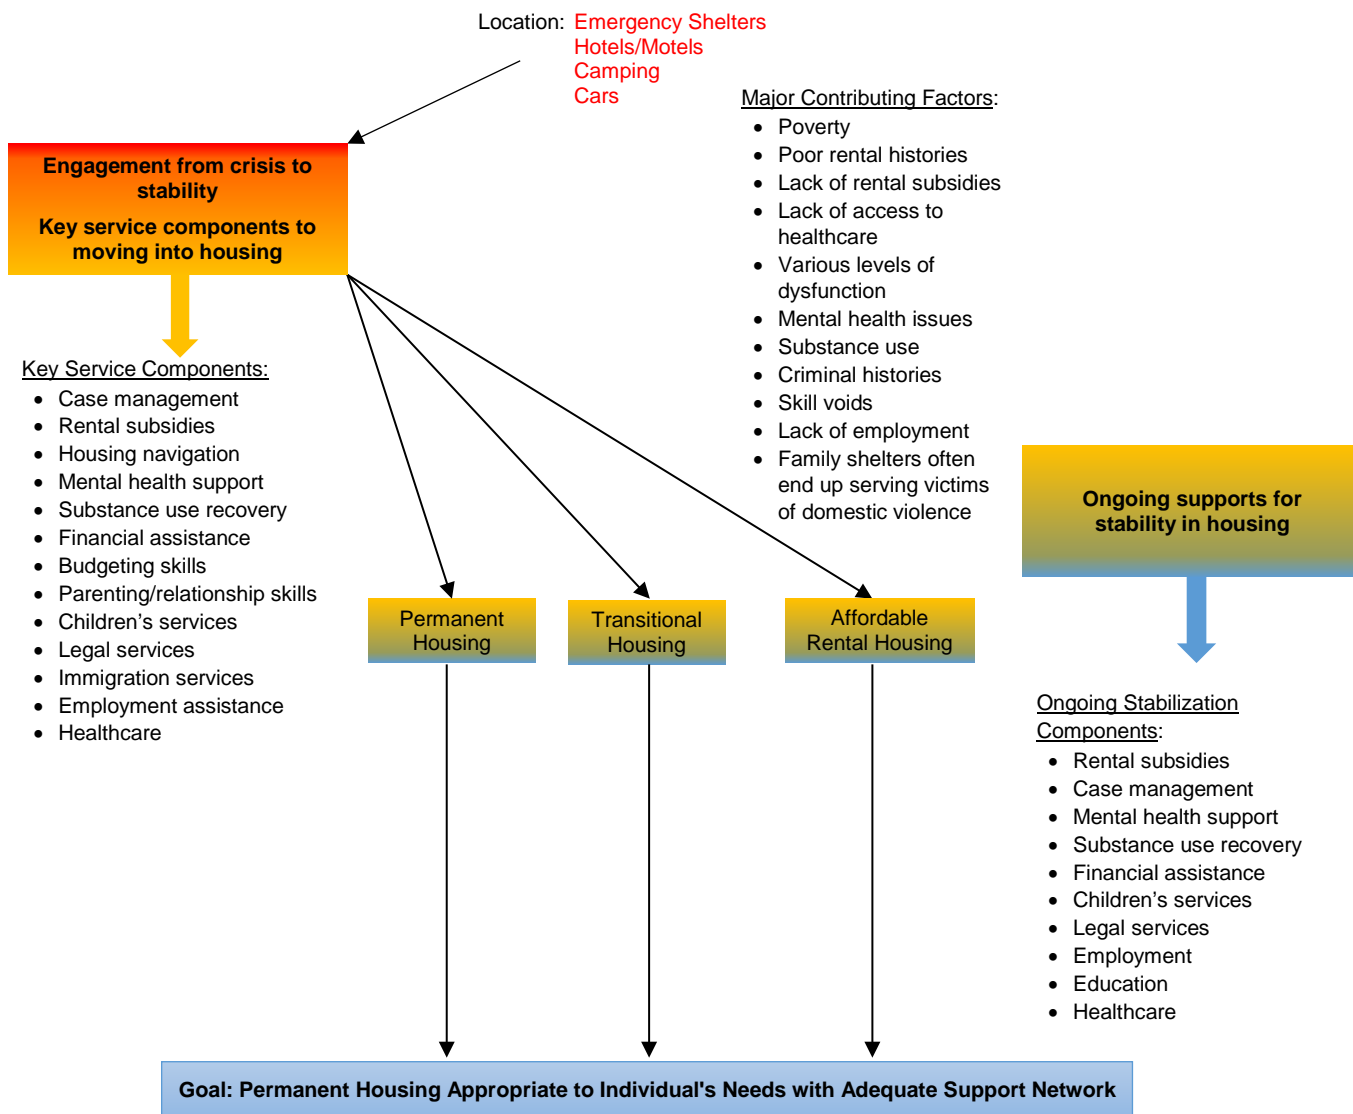 Location: Emergency Shelters
Hotels/Motels
Camping
Cars
Engagement from crisis to
stability
Key service components to
moving into housing
Key Service Components:
• Case management
• Rental subsidies
• Housing navigation
• Mental health support
• Substance use recovery
• Financial assistance
• Budgeting skills
• Parenting/relationship skills
• Children’s services
• Legal services
• Immigration services
• Employment assistance
• Healthcare
Major Contributing Factors:
• Poverty
• Poor rental histories
• Lack of rental subsidies
• Lack of access to
healthcare
• Various levels of
dysfunction
• Mental health issues
• Substance use
• Criminal histories
• Skill voids
• Lack of employment
• Family shelters often
end up serving victims
of domestic violence
Permanent
Housing
Transitional
Housing
Affordable
Rental Housing
Ongoing supports for
stability in housing
Ongoing Stabilization
Components:
• Rental subsidies
• Case management
• Mental health support
• Substance use recovery
• Financial assistance
• Children’s services
• Legal services
• Employment
• Education
• Healthcare
Goal: Permanent Housing Appropriate to Individual's Needs with Adequate Support Network